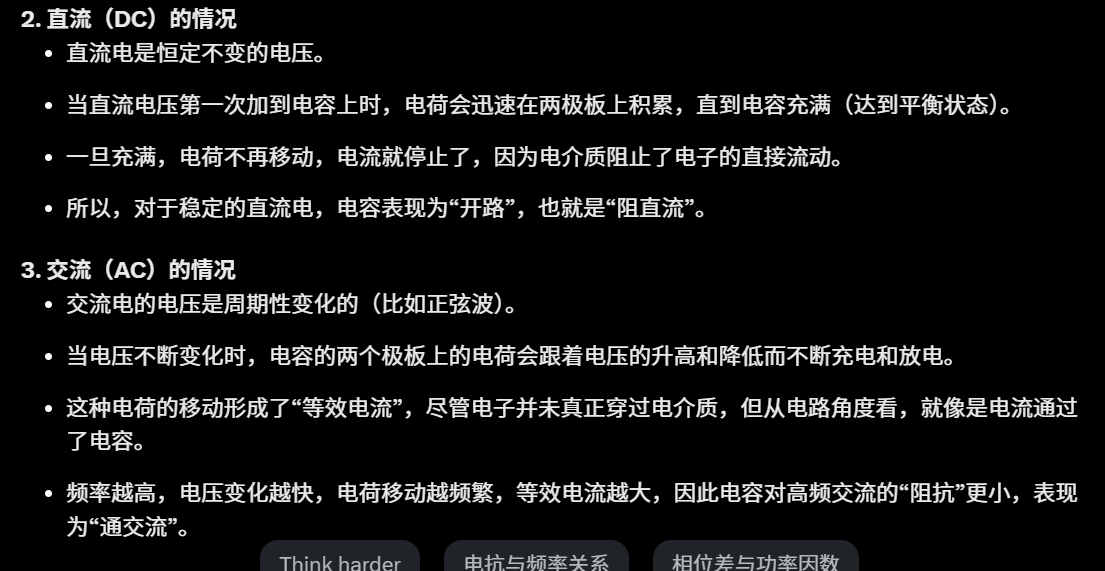 2. 直流（DC）的情况
• 直流电是恒定不变的电压。
• 当直流电压第一次加到电容上时，电荷会迅速在两极板上积累，直到电容充满（达到平衡状态）。
• 一旦充满，电荷不再移动，电流就停止了，因为电介质阻止了电子的直接流动。
• 所以，对于稳定的直流电，电容表现为“开路”，也就是“阻直流”。
3. 交流（AC）的情况
• 交流电的电压是周期性变化的（比如正弦波）。
• 当电压不断变化时，电容的两个极板上的电荷会跟着电压的升高和降低而不断充电和放电。
• 这种电荷的移动形成了“等效电流”，尽管电子并未真正穿过电介质，但从电路角度看，就像是电流通过
了电容。
• 频率越高，电压变化越快，电荷移动越频繁，等效电流越大，因此电容对高频交流的“阻抗”更小，表现
为“通交流”。
Think harder
电抗与频率关系
相位差与功率因数